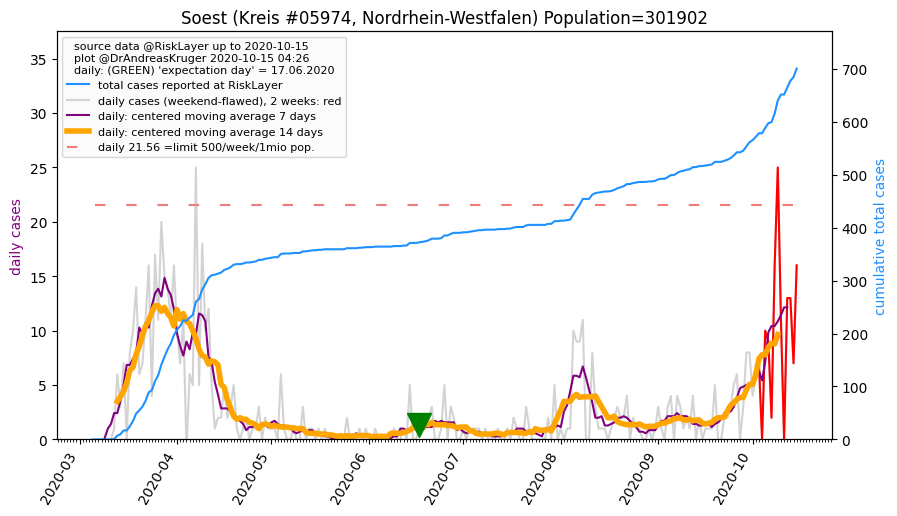 Soest (Kreis #05974, Nordrhein-Westfalen) Population=301902
source data @RiskLayer up to 2020-10-15
plot @DrAndreasKruger 2020-10-15 04:26
daily: (GREEN) 'expectation day' = 17.06.2020
total cases reported at RiskLayer
daily cases (weekend-flawed), 2 weeks: red
daily: centered moving average 7 days
daily: centered moving average 14 days
daily 21.56 =limit 500/week/1mio pop.
daily cases
35
30
25
20
15
10
5
0
cumulative total cases
700
600
500
400
300
200
100
0
2020-03
2020-04
2020-05
2020-06
2020-07
2020-08
2020-09
2020-10